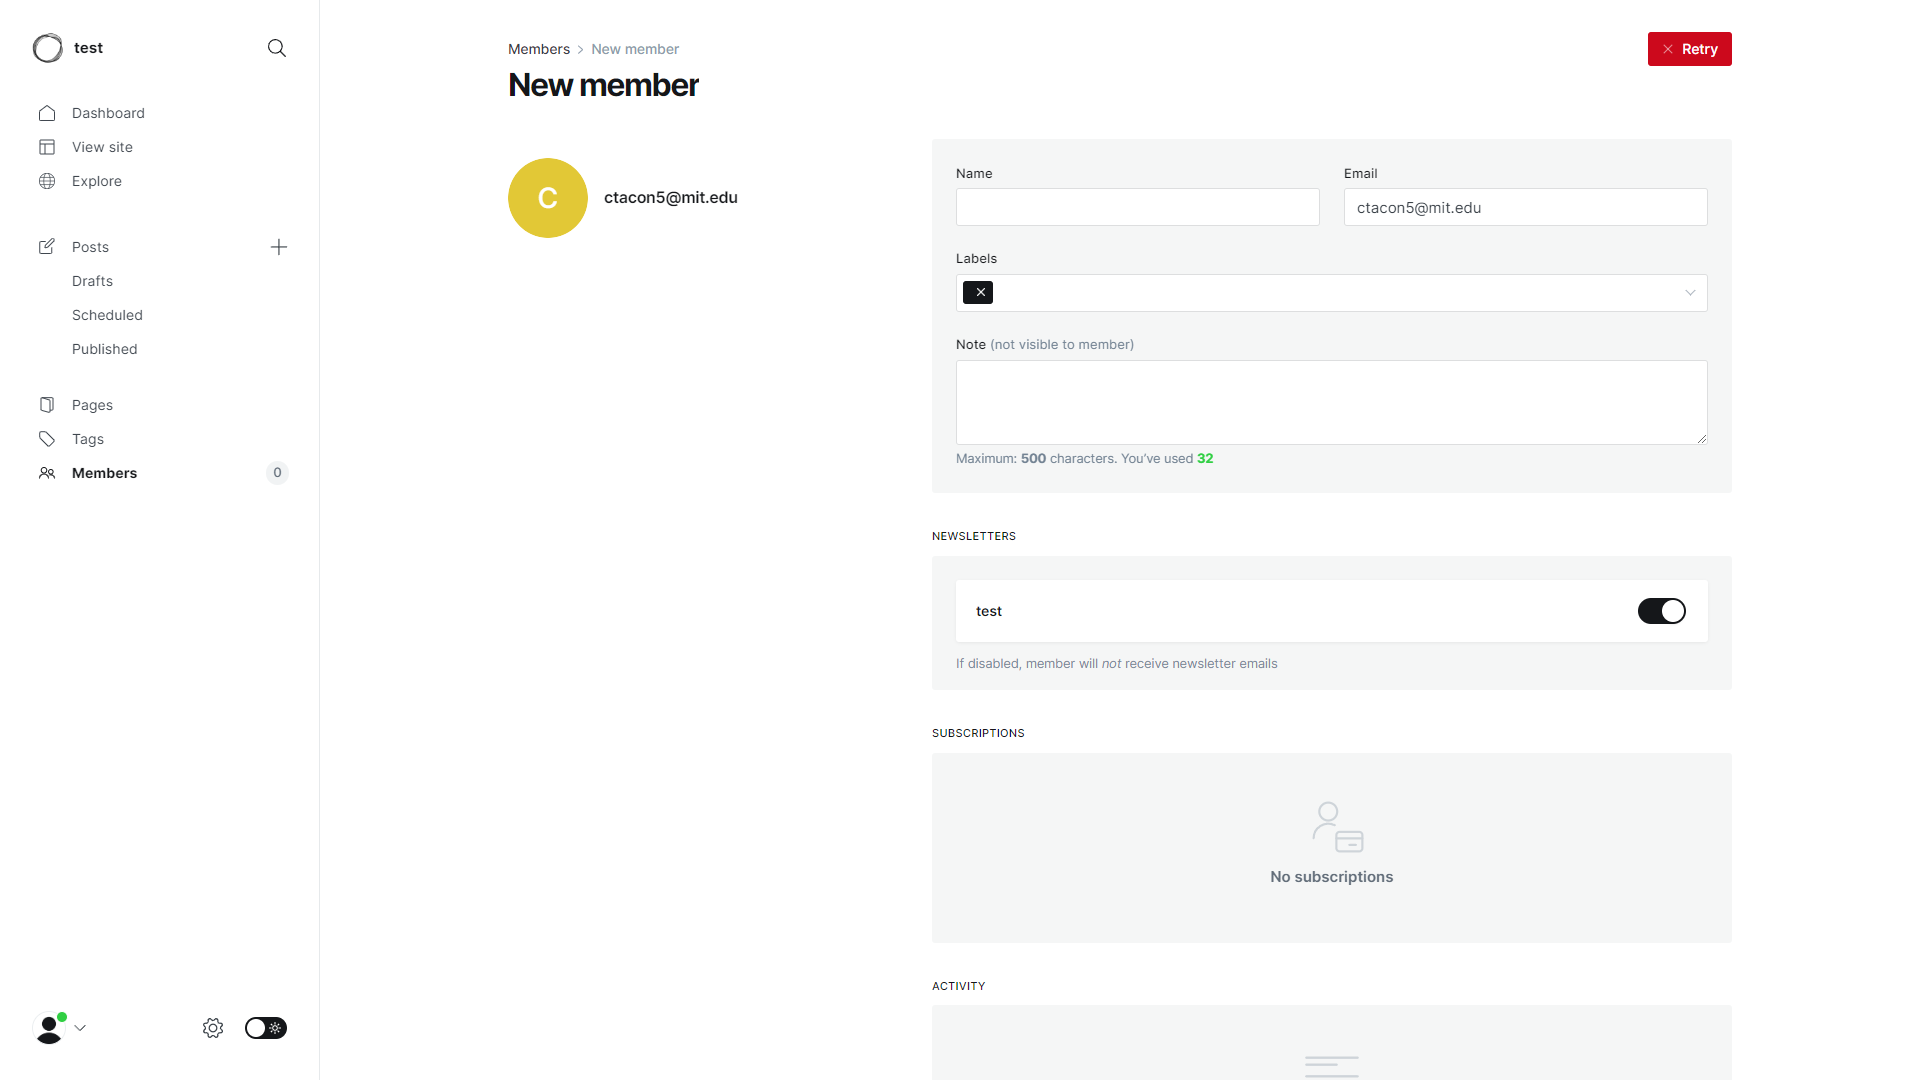 test
Dashboard
View site
Explore
Posts
Drafts
Scheduled
Published
Pages
Tags
Members 0
Members > New member
New member
Retry
C
ctacon5@mit.edu
Name
Email
ctacon5@mit.edu
Labels
Note (not visible to member)
Maximum: 500 characters. You've used 32
NEWSLETTERS
test
If disabled, member will not receive newsletter emails
SUBSCRIPTIONS
No subscriptions
ACTIVITY